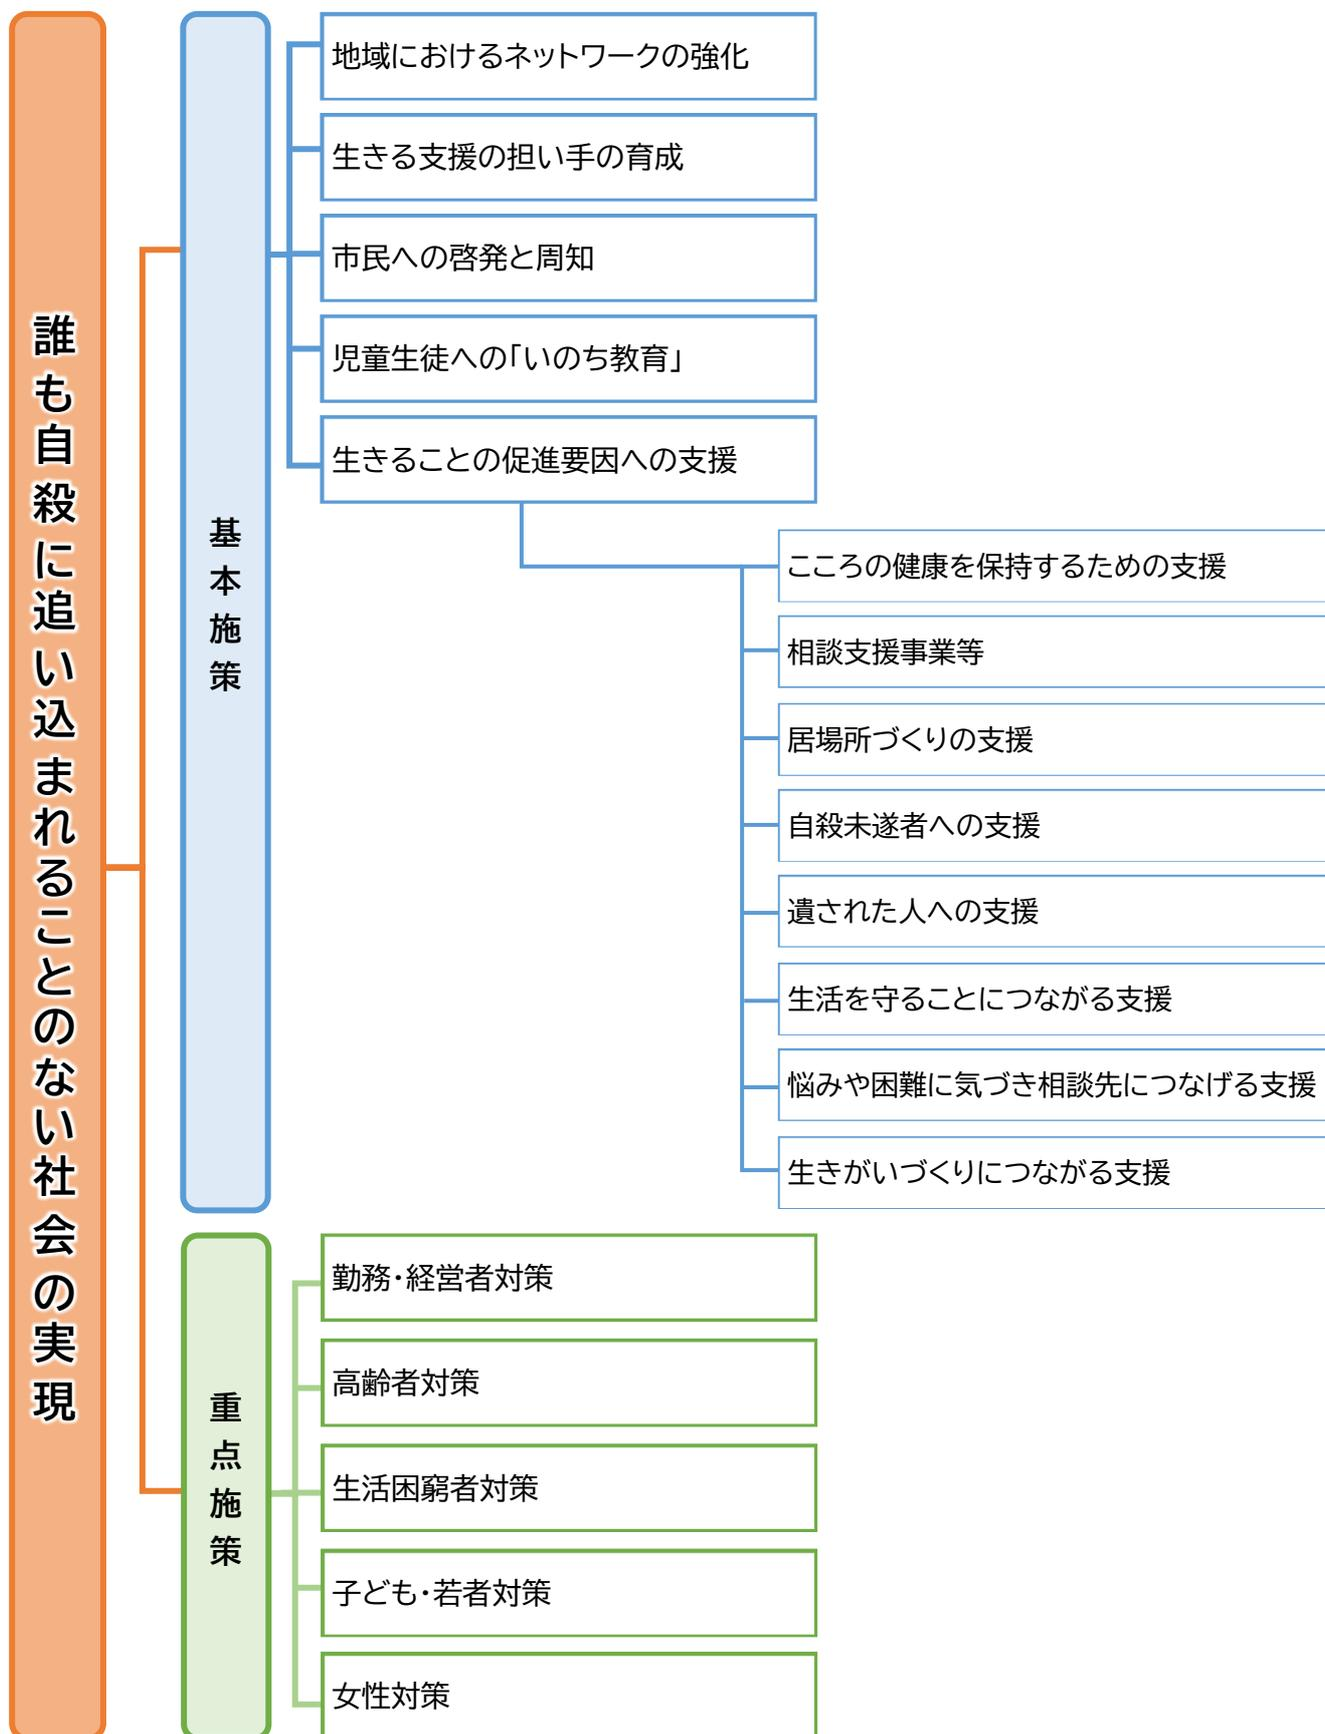 誰も自殺に追い込まれることのない社会の実現
基本施策
地域におけるネットワークの強化
生きる支援の担い手の育成
市民への啓発と周知
児童生徒への「いのち教育」
生きることの促進要因への支援
こころの健康を保持するための支援
相談支援事業等
居場所づくりの支援
自殺未遂者への支援
遺された人への支援
生活を守ることにつながる支援
悩みや困難に気づき相談先につなげる支援
生きがいづくりにつながる支援
重点施策
勤務・経営者対策
高齢者対策
生活困窮者対策
子ども・若者対策
女性対策